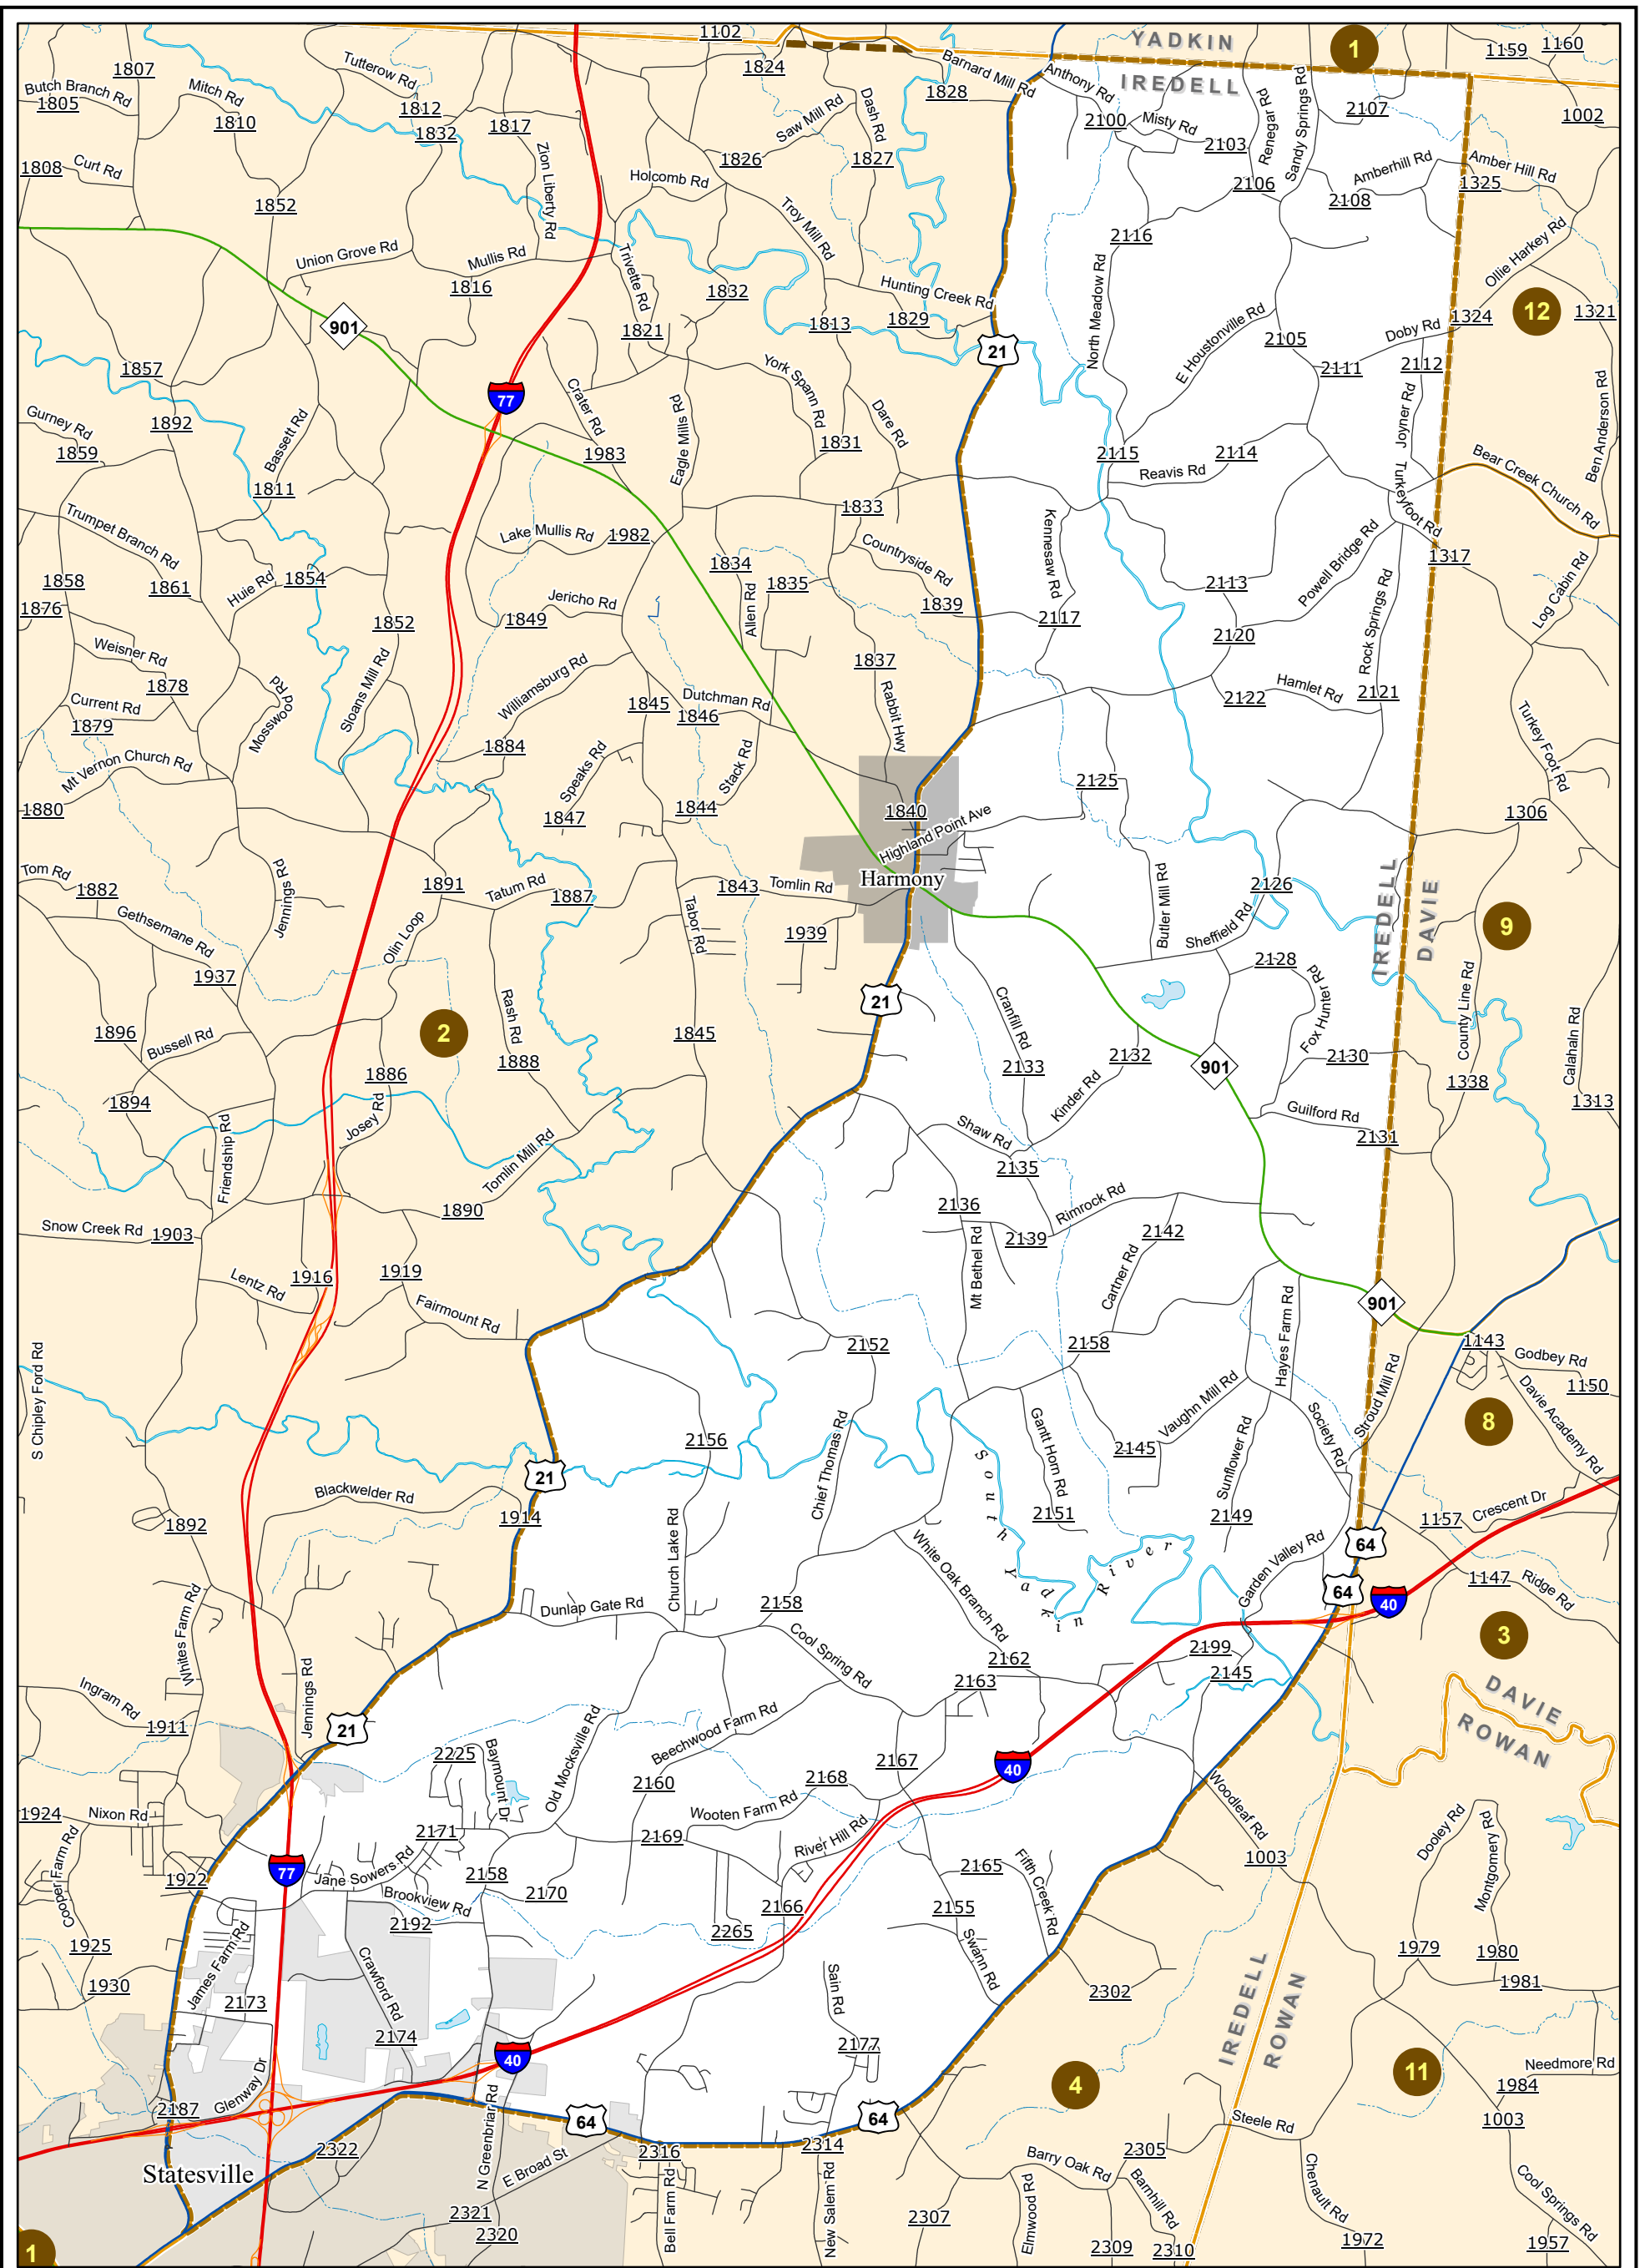 YADKIN
IREDELL
1
1102
1159
1160
1807
Tutterow Rd
1824
Barnard Mill Rd
Anthony Rd
Butch Branch Rd
1805
Mitch Rd
1812
1828
Dash Rd
Renegar Rd
Sandy Springs Rd
2107
1002
1810
1832
1817
Saw Mill Rd
2100
Misty Rd
2103
1808
Curt Rd
Zion Liberty Rd
1826
1827
Amberhill Rd
Amber Hill Rd
Holcomb Rd
2106
2108
1325
1852
Troy Mill Rd
2116
Ollie Harkey Rd
Union Grove Rd
Mullis Rd
Trivette Rd
North Meadow Rd
1816
1832
Hunting Creek Rd
12
1321
901
1821
1813
1829
E Houstonville Rd
2105
Doby Rd
1324
21
1857
York Spann Rd
2111
2112
77
Crater Rd
Joyner Rd
Ben Anderson Rd
Gurney Rd
1892
Bassett Rd
Eagle Mills Rd
Dare Rd
1859
1983
1831
2115
2114
Bear Creek Church Rd
1811
Reavis Rd
Turkeyfoot Rd
1833
Trumpet Branch Rd
Lake Mullis Rd
1982
Kennesaw Rd
Powell Bridge Rd
1317
1858
1861
Huie Rd
1854
1834
1835
Countryside Rd
2113
Log Cabin Rd
1876
Jericho Rd
Allen Rd
1839
1852
1849
2117
2120
Rock Springs Rd
Weisner Rd
1878
1837
Current Rd
Mosswood Rd
Sloans Mill Rd
Williamsburg Rd
1845
Dutchman Rd
1846
Rabbit Hwy
2122
Hamlet Rd
2121
1879
1884
Turkey Foot Rd
Mt Vernon Church Rd
Speaks Rd
Stack Rd
2125
1880
1847
1844
1840
1306
Highland Point Ave
Harmony
Tom Rd
1882
Jennings Rd
1891
Tatum Rd
1887
1843
Tomlin Rd
Butler Mill Rd
2126
IREDELL
DAVIE
Gethsemane Rd
Olin Loop
Tabor Rd
1939
Sheffield Rd
9
1937
2128
21
Cranfill Rd
Fox Hunter Rd
County Line Rd
Calahaln Rd
1896
Bussell Rd
2
Rash Rd
1845
1888
2133
2132
901
2130
1894
1886
Kinder Rd
1338
1313
Friendship Rd
Josey Rd
Shaw Rd
Guilford Rd
2131
Tomlin Mill Rd
2135
1890
2136
Rimrock Rd
Snow Creek Rd
1903
2139
2142
Lentz Rd
1916
1919
Mt Bethel Rd
Cartner Rd
Fairmount Rd
Hayes Farm Rd
901
S Chipley Ford Rd
2152
2158
1143
Godbey Rd
1150
Davie Academy Rd
Vaughn Mill Rd
Stroud Mill Rd
8
2156
Chief Thomas Rd
Gantt Horn Rd
2145
Sunflower Rd
Society Rd
21
South Yadkin River
Blackwelder Rd
1914
Church Lake Rd
2151
2149
1157
Crescent Dr
1892
White Oak Branch Rd
Garden Valley Rd
64
64
40
1147
Ridge Rd
Whites Farm Rd
Dunlap Gate Rd
2158
Cool Spring Rd
3
Jennings Rd
2162
2199
2163
2145
Ingram Rd
1911
21
Beechwood Farm Rd
DAVIE
ROWAN
2225
Baymount Dr
Old Mocksville Rd
2167
40
2160
2168
Woodleaf Rd
1924
Nixon Rd
Wooten Farm Rd
Cooper Farm Rd
2171
2169
River Hill Rd
Dooley Rd
Montgomery Rd
77
Jane Sowers Rd
1922
2158
2165
Fifth Creek Rd
1003
Brookview Rd
2170
2192
2166
2155
2265
1925
James Farm Rd
Crawford Rd
Swann Rd
1979
1980
1930
2173
Sain Rd
2302
1981
2174
IREDELL
ROWAN
40
2177
Glenway Dr
4
11
Needmore Rd
2187
1984
64
64
1003
2322
N Greenbriar Rd
2316
2314
2305
Steele Rd
Statesville
E Broad St
Bell Farm Rd
New Salem Rd
Barry Oak Rd
Barnhill Rd
Elmwood Rd
Chenault Rd
Cool Springs Rd
2321
2307
2320
1
2309
2310
1972
1957